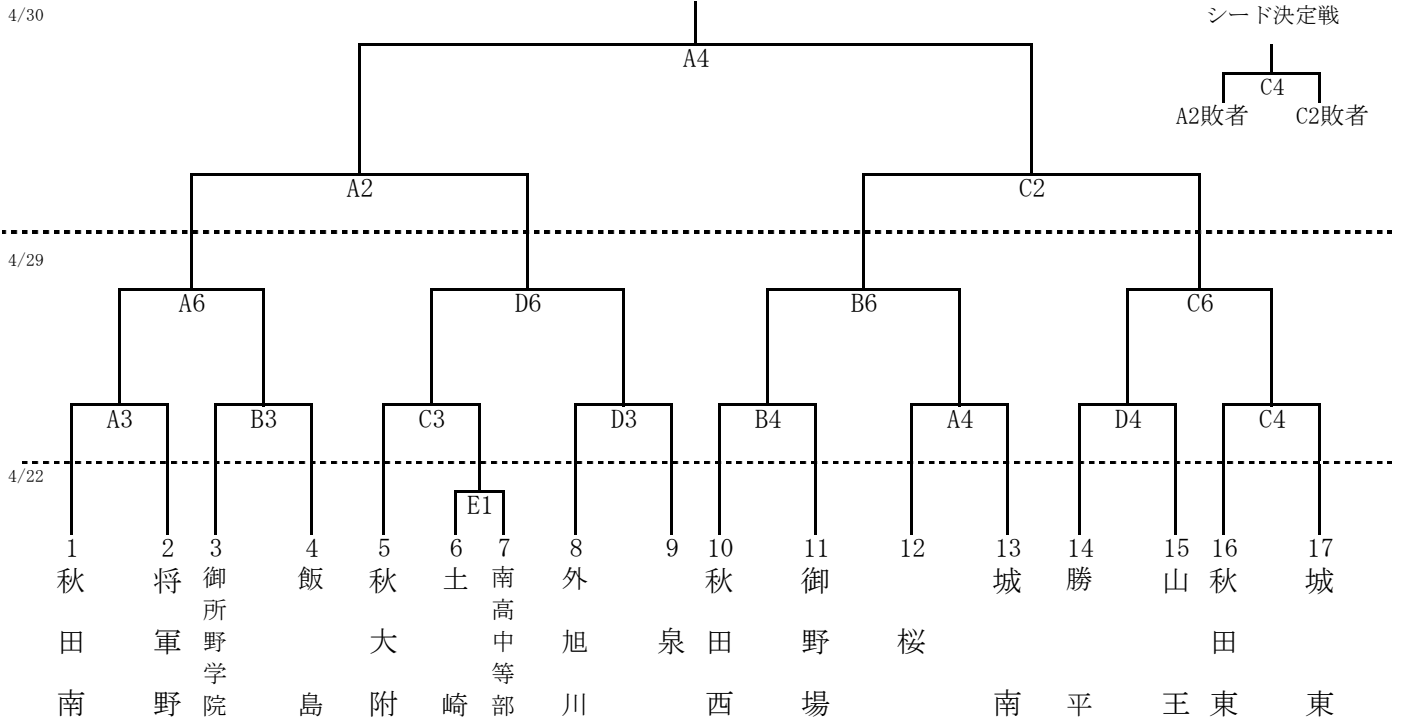 4/30
シード決定戦
A4
C4
A2敗者 C2敗者
A2 C2
4/29
A6 D6 B6 C6
A3 B3 C3 D3 B4 A4 D4 C4
4/22
E1
1 2 3 4 5 6 7 8 9 10 11 12 13 14 15 16 17
秋田南
将軍野
御所野学院
飯島
秋大附
土崎
南高中等部
外旭川
泉
秋田西
御野場
桜
城南
勝平
山王
秋田東
城東